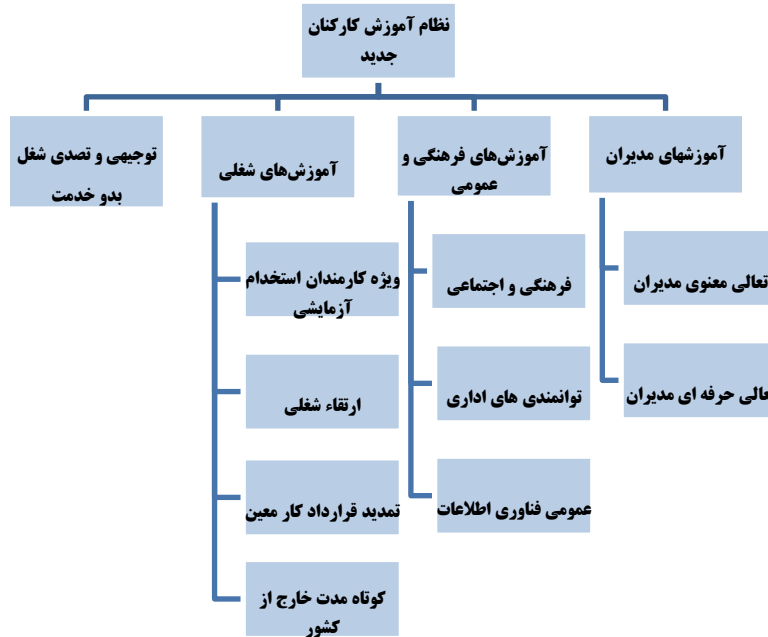 نظام آموزش کارکنان
جدید
آموزشهای مدیران
تعالی معنوی مدیران
عالی حرفه ای مدیران
آموزش‌های فرهنگی و
عمومی
فرهنگی و اجتماعی
توانمندی های اداری
عمومی فناوری اطلاعات
آموزش‌های شغلی
ویژه کارمندان استخدام
آزمایشی
ارتقاء شغلی
تمدید قرارداد کار معین
کوتاه مدت خارج از
کشور
توجیهی و تصدی شغل
بدو خدمت